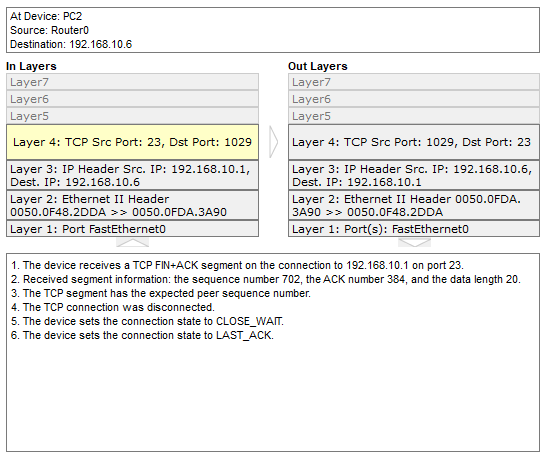 At Device: PC2
Source: Router0
Destination: 192.168.10.6
In Layers
Layer7
Layer6
Layer5
Layer 4: TCP Src Port: 23, Dst Port: 1029
Layer 3: IP Header Src. IP: 192.168.10.1,
Dest. IP: 192.168.10.6
Layer 2: Ethernet II Header
0050.0F48.2DDA >> 0050.0FDA.3A90
Layer 1: Port FastEthernet0
Out Layers
Layer7
Layer6
Layer5
Layer 4: TCP Src Port: 1029, Dst Port: 23
Layer 3: IP Header Src. IP: 192.168.10.6,
Dest. IP: 192.168.10.1
Layer 2: Ethernet II Header 0050.0FDA.
3A90 >> 0050.0F48.2DDA
Layer 1: Port(s): FastEthernet0
1. The device receives a TCP FIN+ACK segment on the connection to 192.168.10.1 on port 23.
2. Received segment information: the sequence number 702, the ACK number 384, and the data length 20.
3. The TCP segment has the expected peer sequence number.
4. The TCP connection was disconnected.
5. The device sets the connection state to CLOSE_WAIT.
6. The device sets the connection state to LAST_ACK.